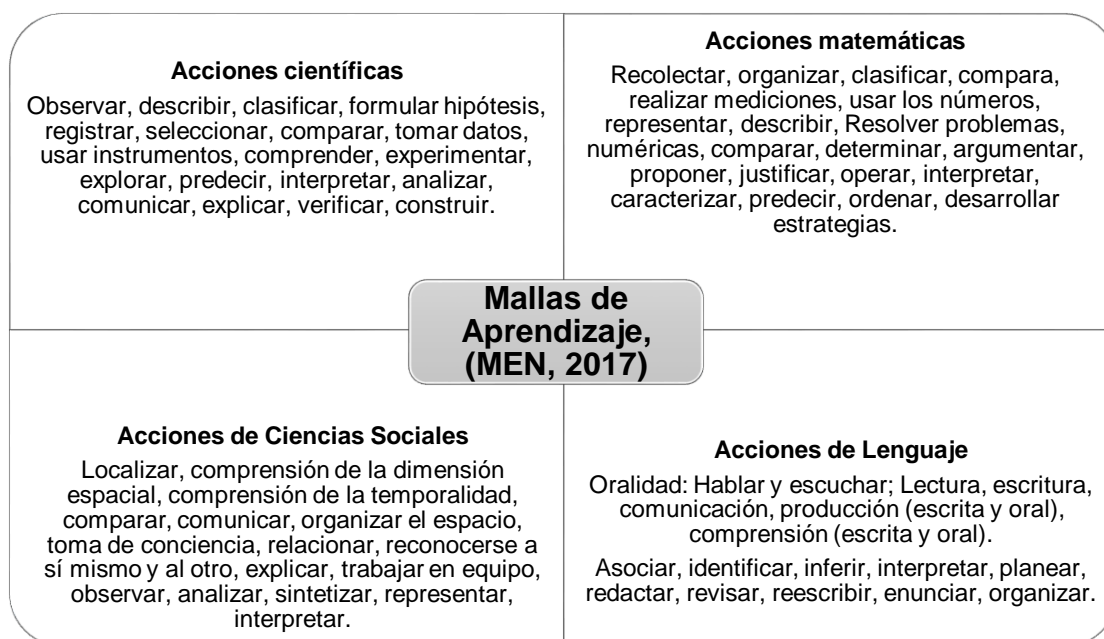 Acciones científicas
Observar, describir, clasificar, formular hipótesis,
registrar, seleccionar, comparar, tomar datos,
usar instrumentos, comprender, experimentar,
explorar, predecir, interpretar, analizar,
comunicar, explicar, verificar, construir.
Acciones matemáticas
Recolectar, organizar, clasificar, compara,
realizar mediciones, usar los números,
representar, describir, Resolver problemas,
numéricas, comparar, determinar, argumentar,
proponer, justificar, operar, interpretar,
caracterizar, predecir, ordenar, desarrollar
estrategias.
Mallas de
Aprendizaje,
(MEN, 2017)
Acciones de Ciencias Sociales
Localizar, comprensión de la dimensión
espacial, comprensión de la temporalidad,
comparar, comunicar, organizar el espacio,
toma de conciencia, relacionar, reconocerse a
sí mismo y al otro, explicar, trabajar en equipo,
observar, analizar, sintetizar, representar,
interpretar.
Acciones de Lenguaje
Oralidad: Hablar y escuchar; Lectura, escritura,
comunicación, producción (escrita y oral),
comprensión (escrita y oral).
Asociar, identificar, inferir, interpretar, planear,
redactar, revisar, reescribir, enunciar, organizar.